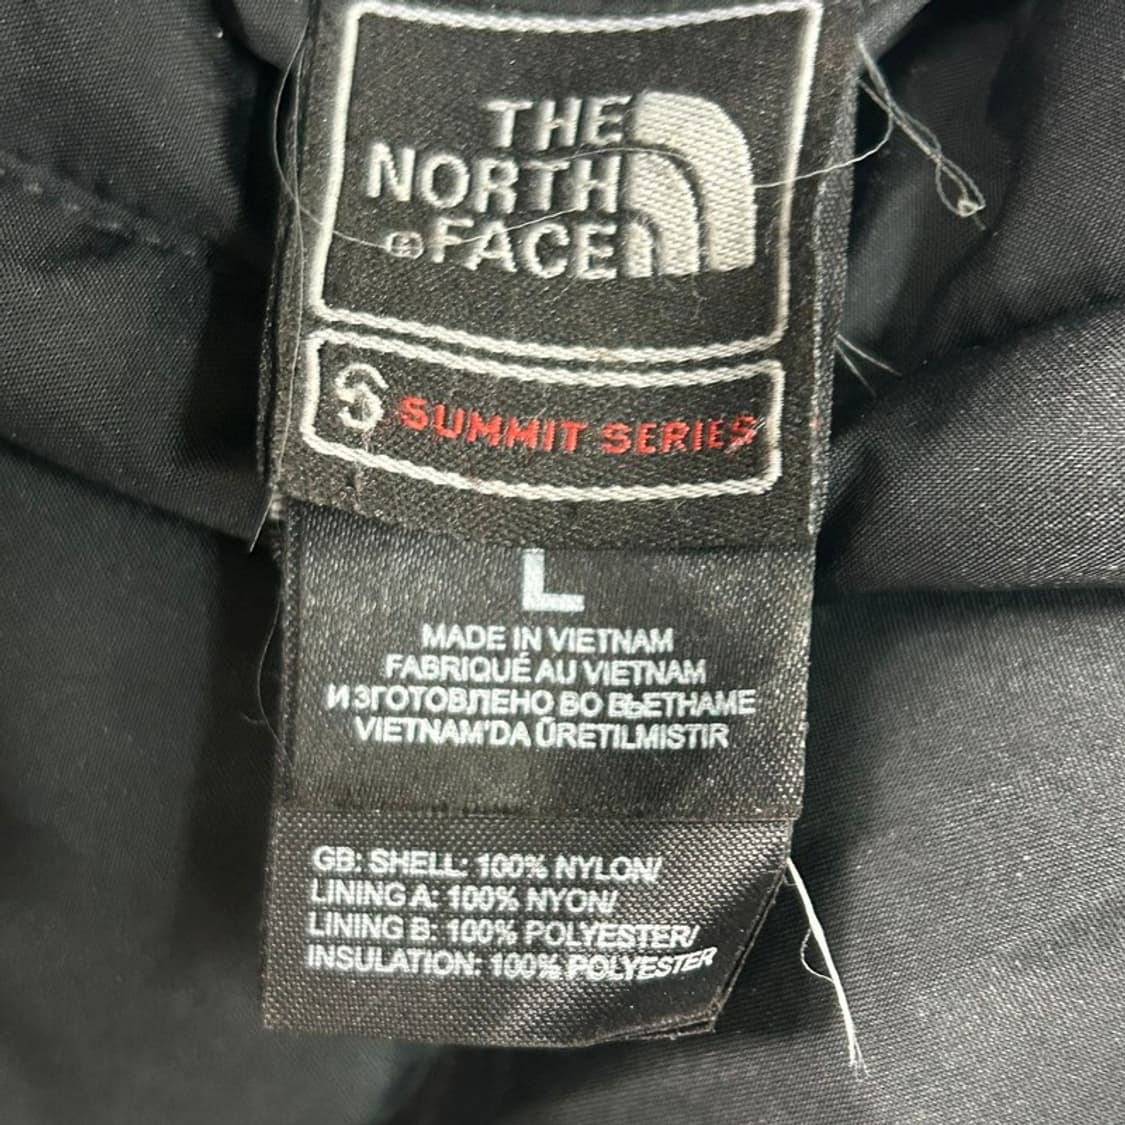 THE
NORTH
®FACE
S SUMMIT SERIES
L
MADE IN VIETNAM
FABRIQUÉ AU VIETNAM
ИЗГОТОВЛЕНО ВО ВЬЕТНАМЕ
VIETNAM'DA ÜRETILMISTIR
GB: SHELL: 100% NYLON/
LINING A: 100% NYON/
LINING B: 100% POLYESTER/
INSULATION: 100% POLYESTER